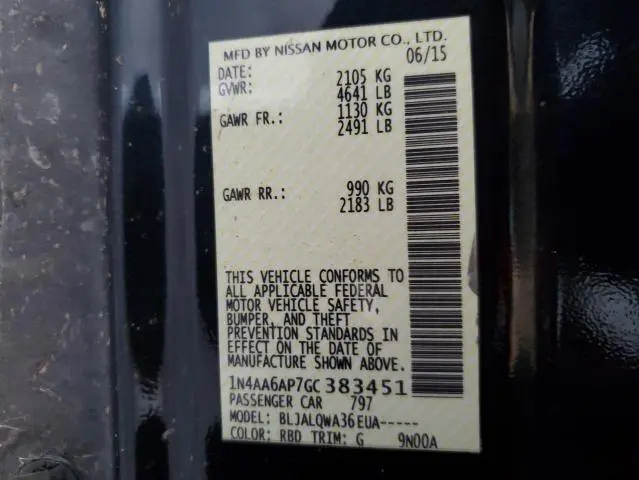 MFD BY NISSAN MOTOR CO., LTD.
DATE: 06/15
GVWR: 2105 KG
4641 LB
GAWR FR.: 1130 KG
2491 LB
GAWR RR.: 990 KG
2183 LB
THIS VEHICLE CONFORMS TO
ALL APPLICABLE FEDERAL
MOTOR VEHICLE SAFETY,
BUMPER, AND THEFT
PREVENTION STANDARDS IN
EFFECT ON THE DATE OF
MANUFACTURE SHOWN ABOVE.
1N4AA6AP7GC383451
PASSENGER CAR 797
MODEL: BLJALQWA36EUA-----
COLOR: RBD TRIM: G 9N00A